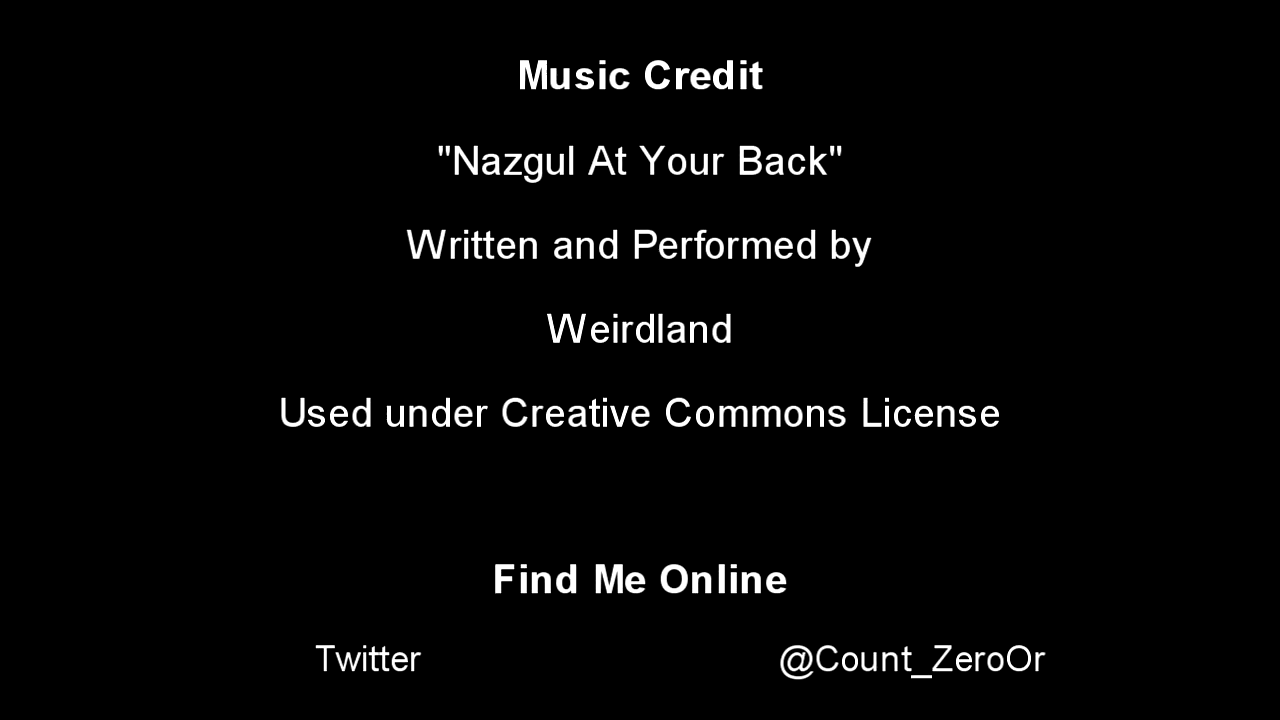 Music Credit
"Nazgul At Your Back"
Written and Performed by
Weirdland
Used under Creative Commons License
Find Me Online
Twitter @Count_ZeroOr